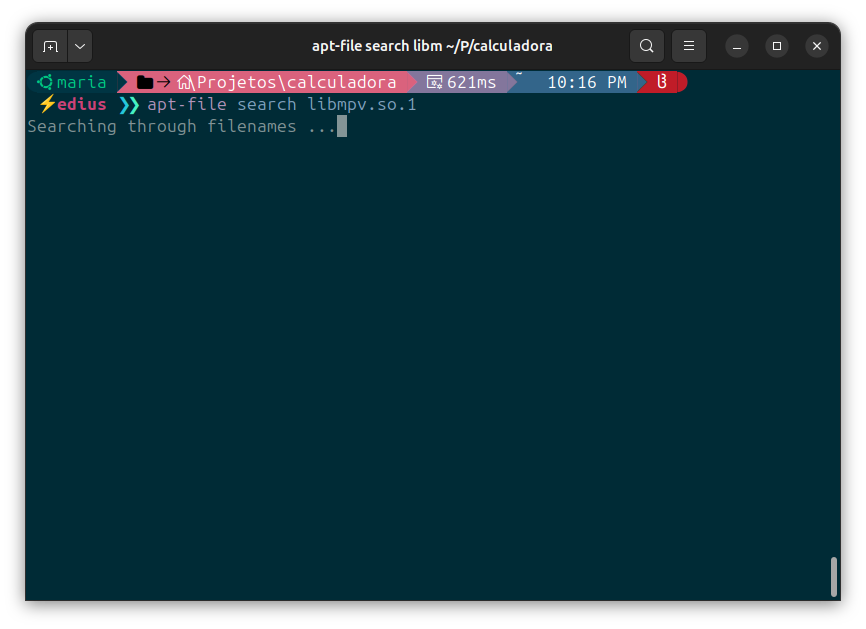 apt-file search libm ~/P/calculadora
maria → \Projetos\calculadora 621ms 10:16 PM
edius ❯❯ apt-file search libmpv.so.1
Searching through filenames ...